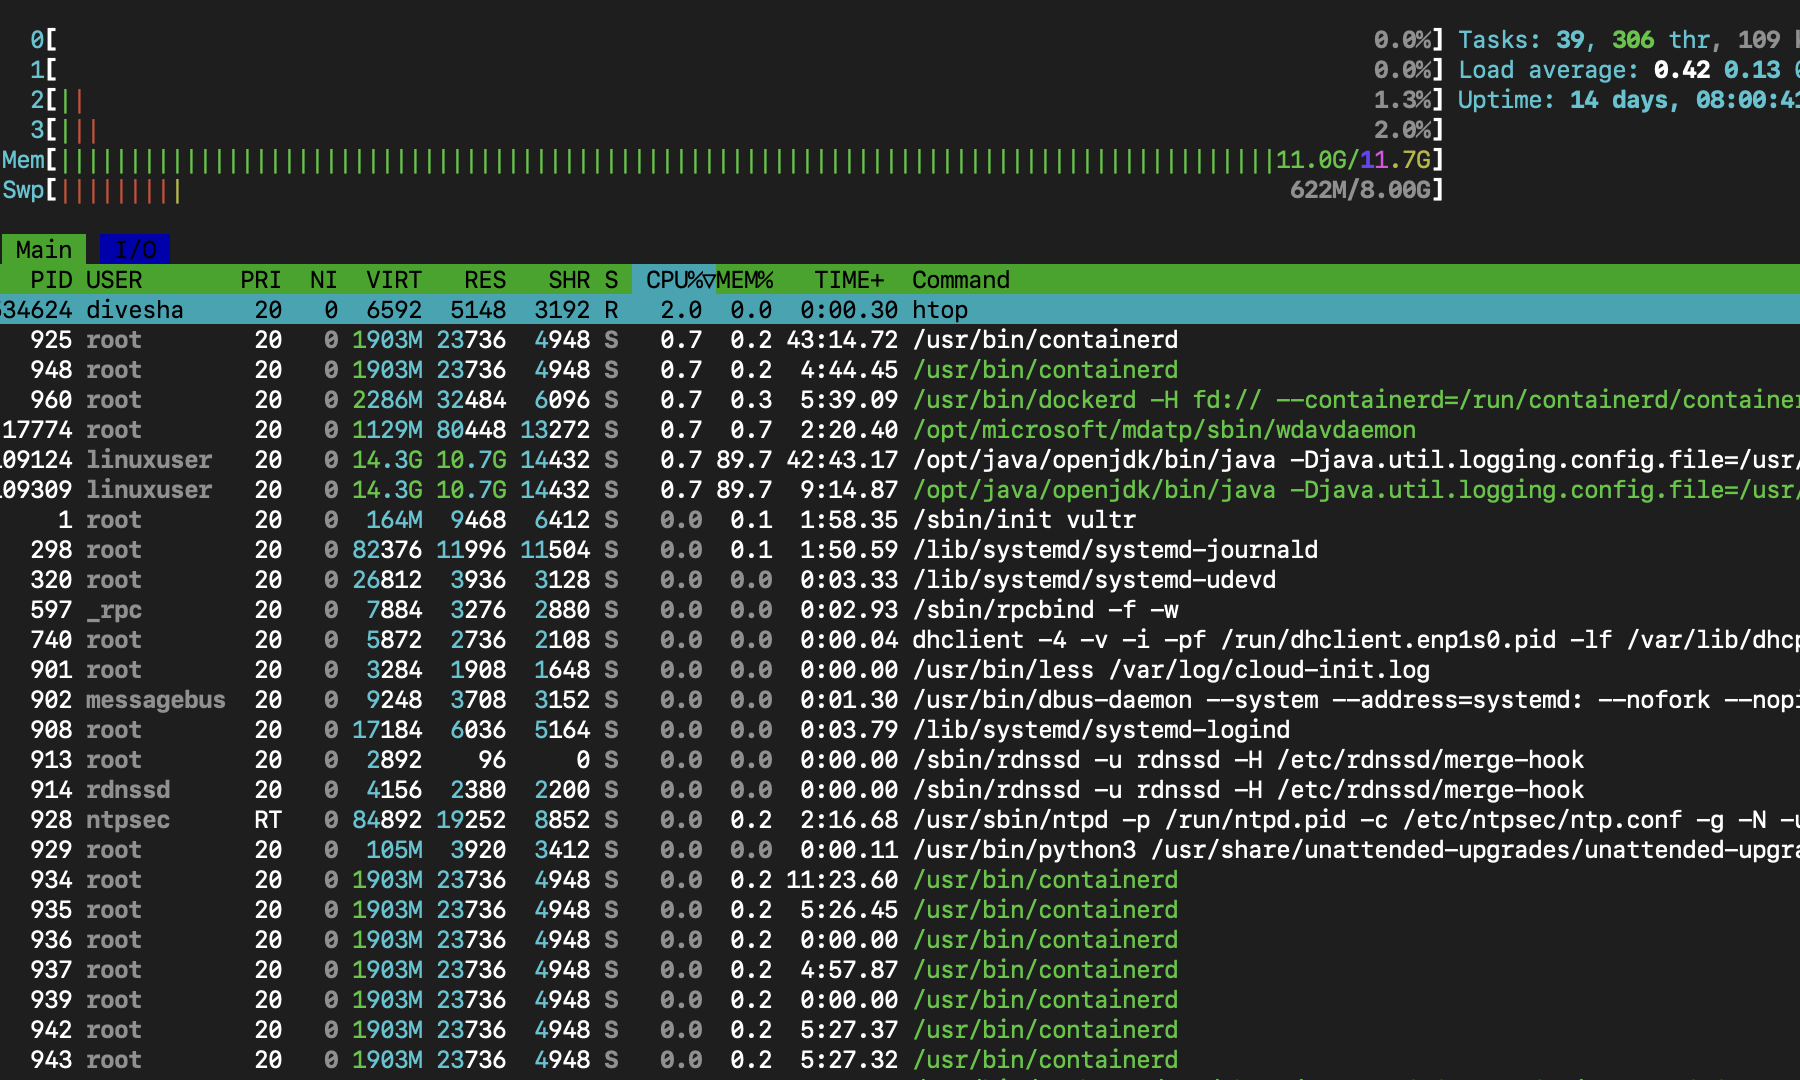 0[ 0.0%] Tasks: 39, 306 thr, 109
1[ 0.0%] Load average: 0.42 0.13
2[|| 1.3%] Uptime: 14 days, 08:00:41
3[||| 2.0%]
Mem[|||||||||||||||||||||||||||||||||||||||||||||||||||||||||||||||||||||||||||||||||||||||11.0G/11.7G]
Swp[||||||||| 622M/8.00G]
Main I/O
PID USER PRI NI VIRT RES SHR S CPU%▽MEM% TIME+ Command
34624 divesha 20 0 6592 5148 3192 R 2.0 0.0 0:00.30 htop
925 root 20 0 1903M 23736 4948 S 0.7 0.2 43:14.72 /usr/bin/containerd
948 root 20 0 1903M 23736 4948 S 0.7 0.2 4:44.45 /usr/bin/containerd
960 root 20 0 2286M 32484 6096 S 0.7 0.3 5:39.09 /usr/bin/dockerd -H fd:// --containerd=/run/containerd/container
17774 root 20 0 1129M 80448 13272 S 0.7 0.7 2:20.40 /opt/microsoft/mdatp/sbin/wdavdaemon
09124 linuxuser 20 0 14.3G 10.7G 14432 S 0.7 89.7 42:43.17 /opt/java/openjdk/bin/java -Djava.util.logging.config.file=/usr/
09309 linuxuser 20 0 14.3G 10.7G 14432 S 0.7 89.7 9:14.87 /opt/java/openjdk/bin/java -Djava.util.logging.config.file=/usr/
1 root 20 0 164M 9468 6412 S 0.0 0.1 1:58.35 /sbin/init vultr
298 root 20 0 82376 11996 11504 S 0.0 0.1 1:50.59 /lib/systemd/systemd-journald
320 root 20 0 26812 3936 3128 S 0.0 0.0 0:03.33 /lib/systemd/systemd-udevd
597 _rpc 20 0 7884 3276 2880 S 0.0 0.0 0:02.93 /sbin/rpcbind -f -w
740 root 20 0 5872 2736 2108 S 0.0 0.0 0:00.04 dhclient -4 -v -i -pf /run/dhclient.enp1s0.pid -lf /var/lib/dhcp
901 root 20 0 3284 1908 1648 S 0.0 0.0 0:00.00 /usr/bin/less /var/log/cloud-init.log
902 messagebus 20 0 9248 3708 3152 S 0.0 0.0 0:01.30 /usr/bin/dbus-daemon --system --address=systemd: --nofork --nopi
908 root 20 0 17184 6036 5164 S 0.0 0.0 0:03.79 /lib/systemd/systemd-logind
913 root 20 0 2892 96 0 S 0.0 0.0 0:00.00 /sbin/rdnssd -u rdnssd -H /etc/rdnssd/merge-hook
914 rdnssd 20 0 4156 2380 2200 S 0.0 0.0 0:00.00 /sbin/rdnssd -u rdnssd -H /etc/rdnssd/merge-hook
928 ntpsec RT 0 84892 19252 8852 S 0.0 0.2 2:16.68 /usr/sbin/ntpd -p /run/ntpd.pid -c /etc/ntpsec/ntp.conf -g -N -u
929 root 20 0 105M 3920 3412 S 0.0 0.0 0:00.11 /usr/bin/python3 /usr/share/unattended-upgrades/unattended-upgra
934 root 20 0 1903M 23736 4948 S 0.0 0.2 11:23.60 /usr/bin/containerd
935 root 20 0 1903M 23736 4948 S 0.0 0.2 5:26.45 /usr/bin/containerd
936 root 20 0 1903M 23736 4948 S 0.0 0.2 0:00.00 /usr/bin/containerd
937 root 20 0 1903M 23736 4948 S 0.0 0.2 4:57.87 /usr/bin/containerd
939 root 20 0 1903M 23736 4948 S 0.0 0.2 0:00.00 /usr/bin/containerd
942 root 20 0 1903M 23736 4948 S 0.0 0.2 5:27.37 /usr/bin/containerd
943 root 20 0 1903M 23736 4948 S 0.0 0.2 5:27.32 /usr/bin/containerd